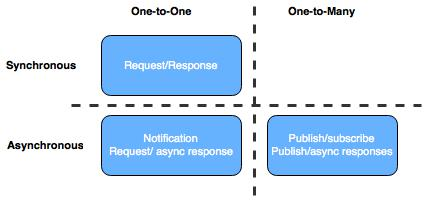 One-to-One
One-to-Many
Synchronous
Request/Response
Asynchronous
Notification
Request/ async response
Publish/subscribe
Publish/async responses